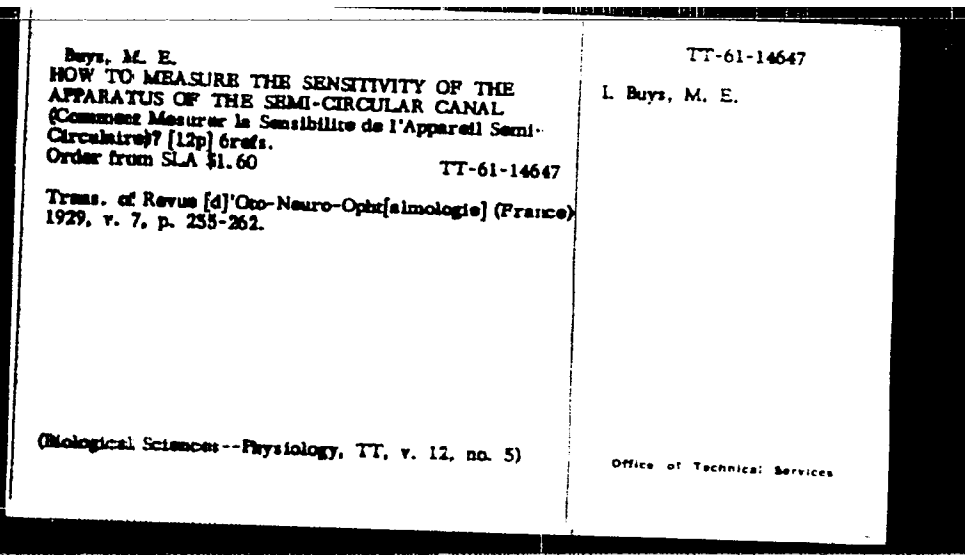 Buys, M. E.
HOW TO MEASURE THE SENSITIVITY OF THE
APPARATUS OF THE SEMI-CIRCULAR CANAL
(Comment Mesurer la Sensibilite de l'Appareil Semi-
Circulaire)? [12p] 6refs.
Order from SLA $1.60 TT-61-14647
Trans. of Revue [d]'Oto-Neuro-Opht[almologie] (France)
1929, v. 7, p. 255-262.
(Biological Sciences--Physiology, TT, v. 12, no. 5)
TT-61-14647
I. Buys, M. E.
Office of Technical Services